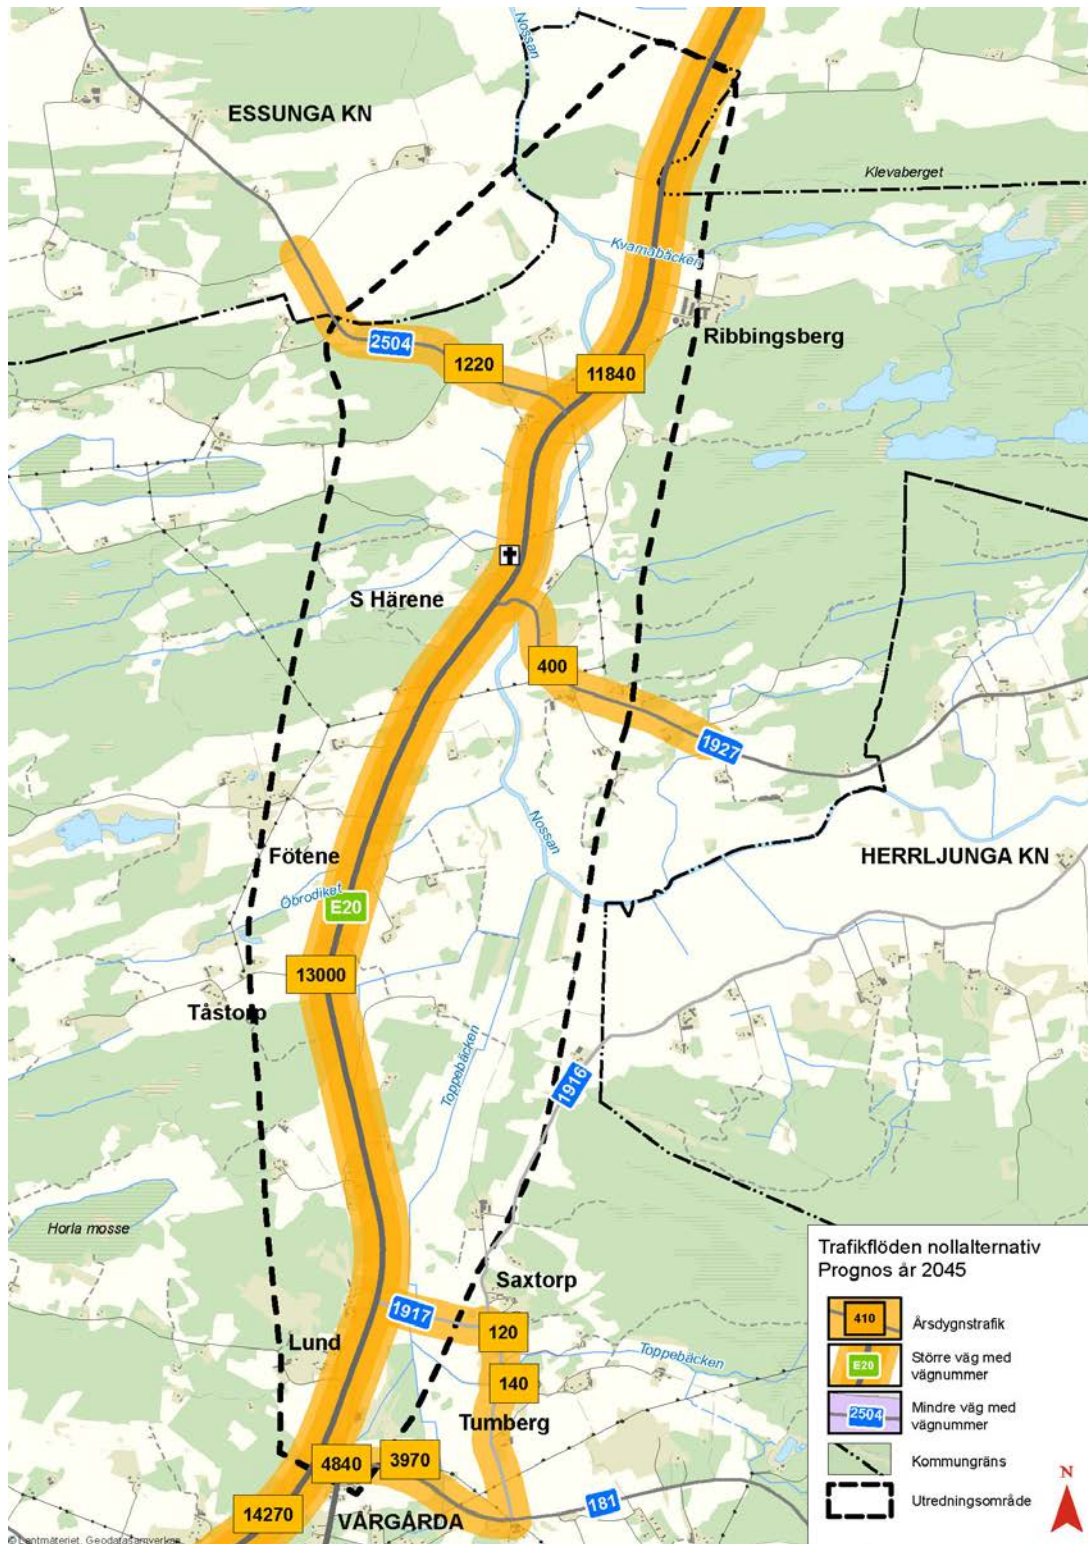 Nossan
ESSUNGA KN
Klevaberget
Kvarnabäcken
Ribbingsberg
2504
1220
11840
S Härene
400
1927
Nossan
Fötene
HERRLJUNGA KN
Öbrodiket
E20
13000
Tåstorp
Toppebäcken
1916
Horla mosse
Saxtorp
1917
120
Lund
Toppebäcken
140
Tumberg
4840
3970
14270
VÅRGÅRDA
181
Trafikflöden nollalternativ
Prognos år 2045
410
Årsdygnstrafik
E20
Större väg med
vägnummer
2504
Mindre väg med
vägnummer
Kommungräns
Utredningsområde
N
© Lantmäteriet, Geodatasamverkan